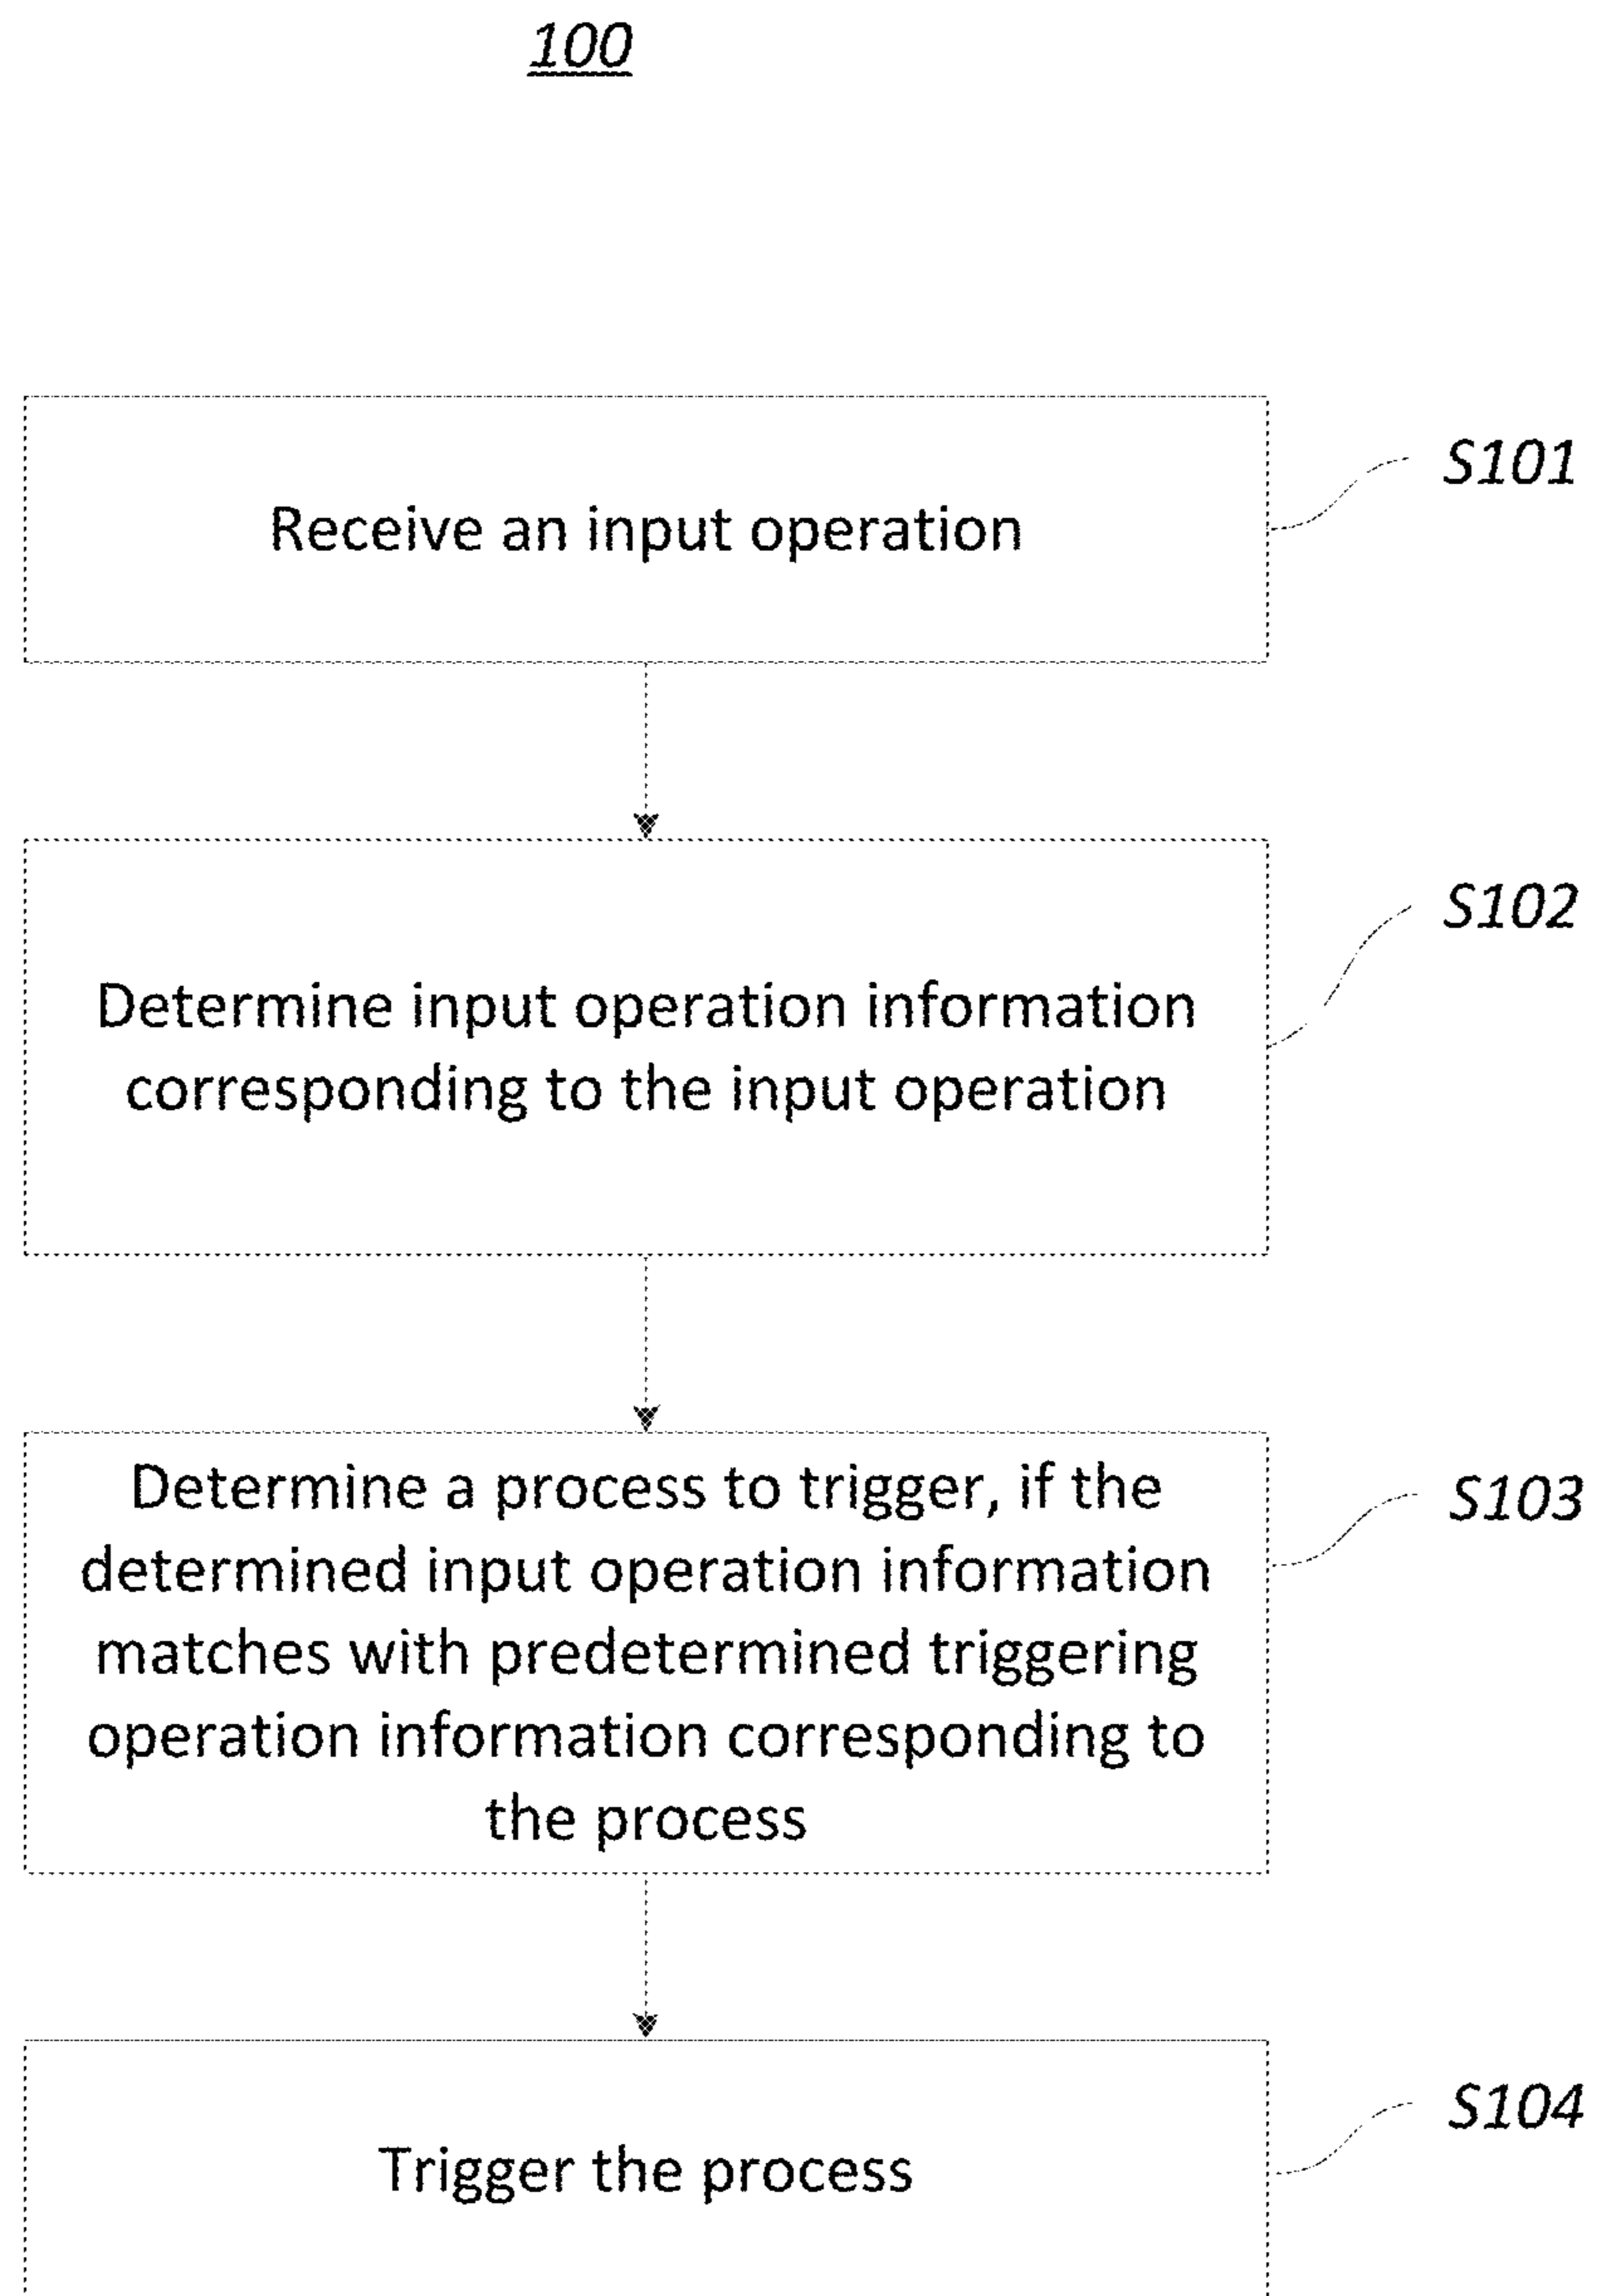 100
Receive an input operation
S101
Determine input operation information
corresponding to the input operation
S102
Determine a process to trigger, if the
determined input operation information
matches with predetermined triggering
operation information corresponding to
the process
S103
Trigger the process
S104